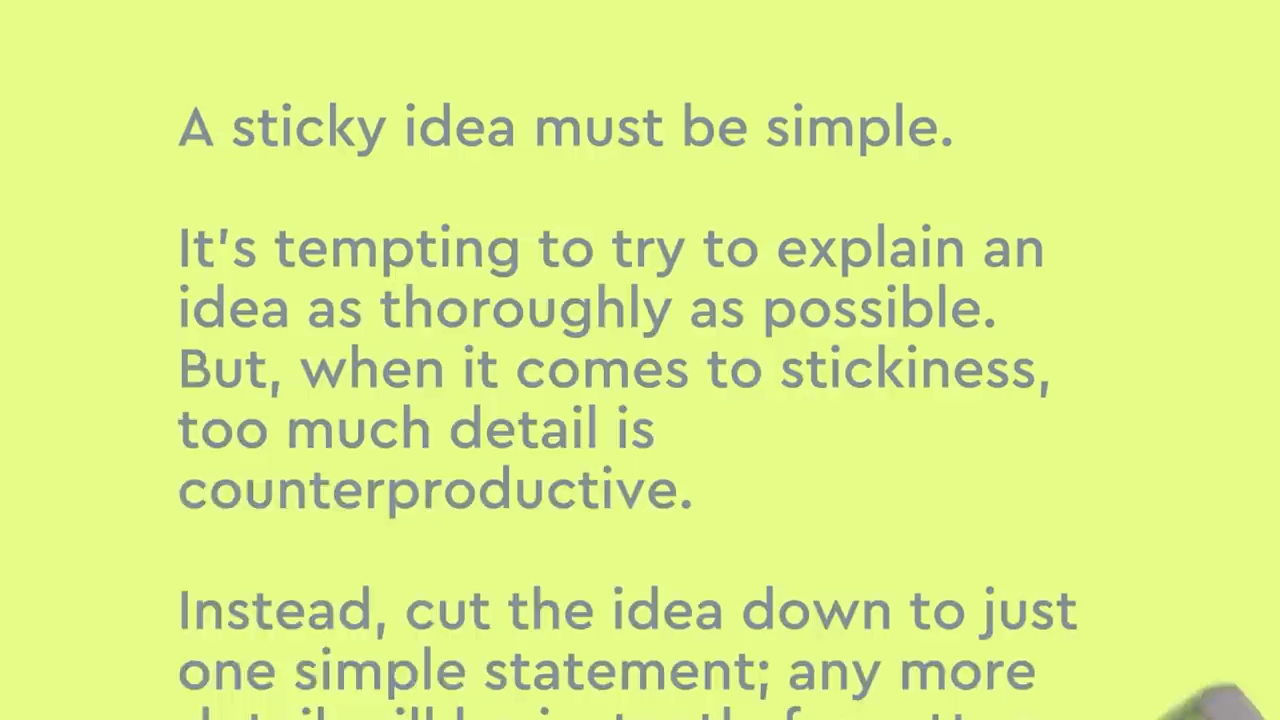 A sticky idea must be simple.
It's tempting to try to explain an
idea as thoroughly as possible.
But, when it comes to stickiness,
too much detail is
counterproductive.
Instead, cut the idea down to just
one simple statement; any more